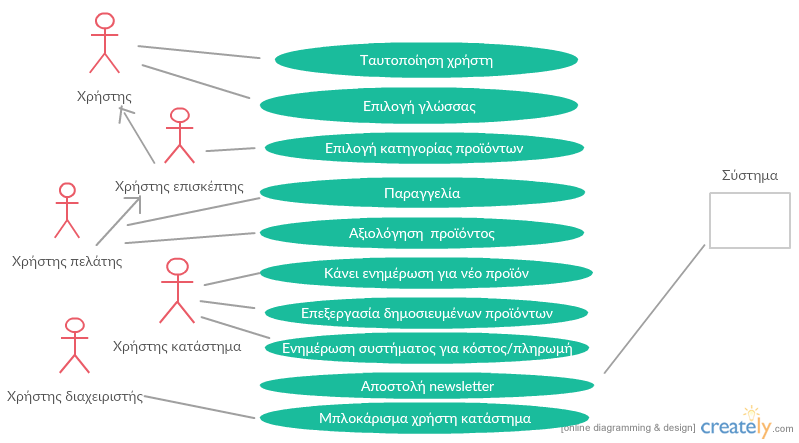 Χρήστης
Ταυτοποίηση χρήστη
Επιλογή γλώσσας
Επιλογή κατηγορίας προϊόντων
Χρήστης επισκέπτης
Σύστημα
Παραγγελία
Αξιολόγηση προϊόντος
Χρήστης πελάτης
Κάνει ενημέρωση για νέο προϊόν
Επεξεργασία δημοσιευμένων προϊόντων
Χρήστης κατάστημα
Ενημέρωση συστήματος για κόστος/πληρωμή
Αποστολή newsletter
Χρήστης διαχειριστής
Μπλοκάρισμα χρήστη κατάστημα
[online diagramming & design] creately.com